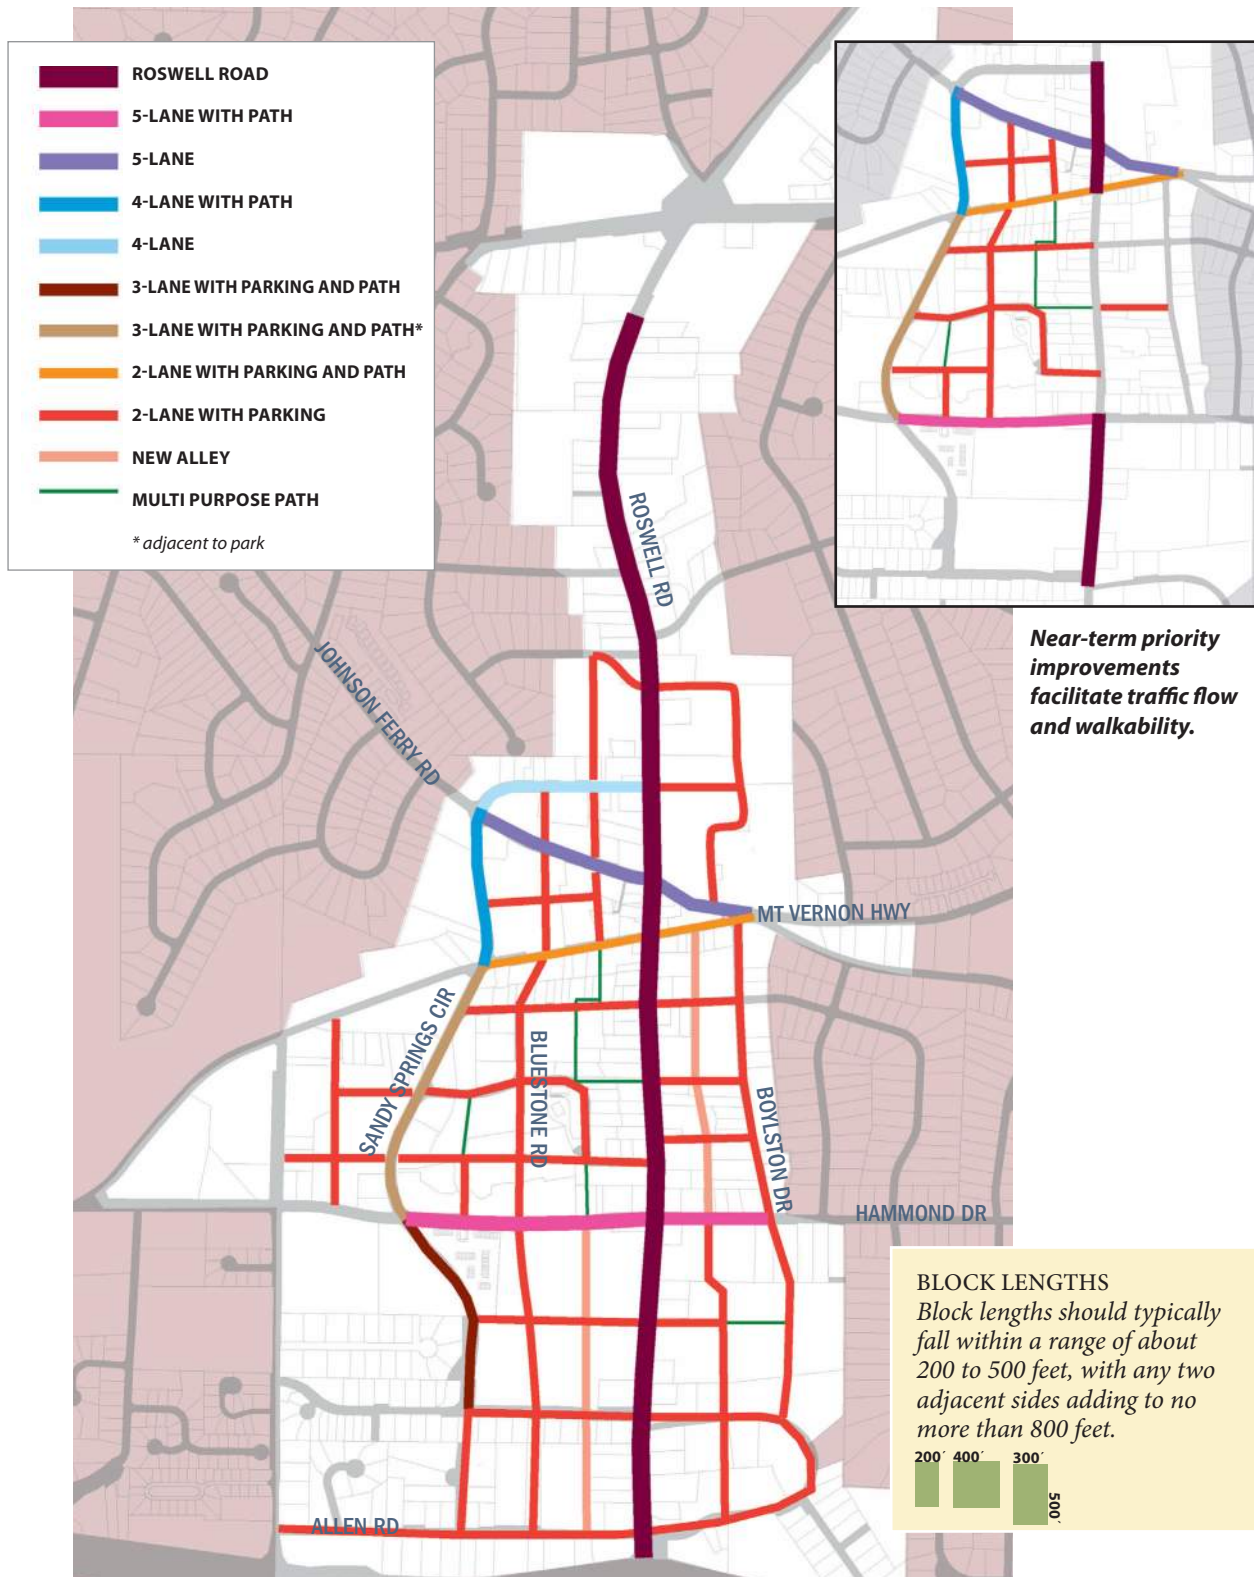 ROSWELL ROAD
5-LANE WITH PATH
5-LANE
4-LANE WITH PATH
4-LANE
3-LANE WITH PARKING AND PATH
3-LANE WITH PARKING AND PATH*
2-LANE WITH PARKING AND PATH
2-LANE WITH PARKING
NEW ALLEY
MULTI PURPOSE PATH
* adjacent to park
ROSWELL RD
JOHNSON FERRY RD
MT VERNON HWY
SANDY SPRINGS CIR
BLUESTONE RD
BOYLSTON DR
HAMMOND DR
ALLEN RD
Near-term priority
improvements
facilitate traffic flow
and walkability.
BLOCK LENGTHS
Block lengths should typically
fall within a range of about
200 to 500 feet, with any two
adjacent sides adding to no
more than 800 feet.
200′ 400′ 300′
500′